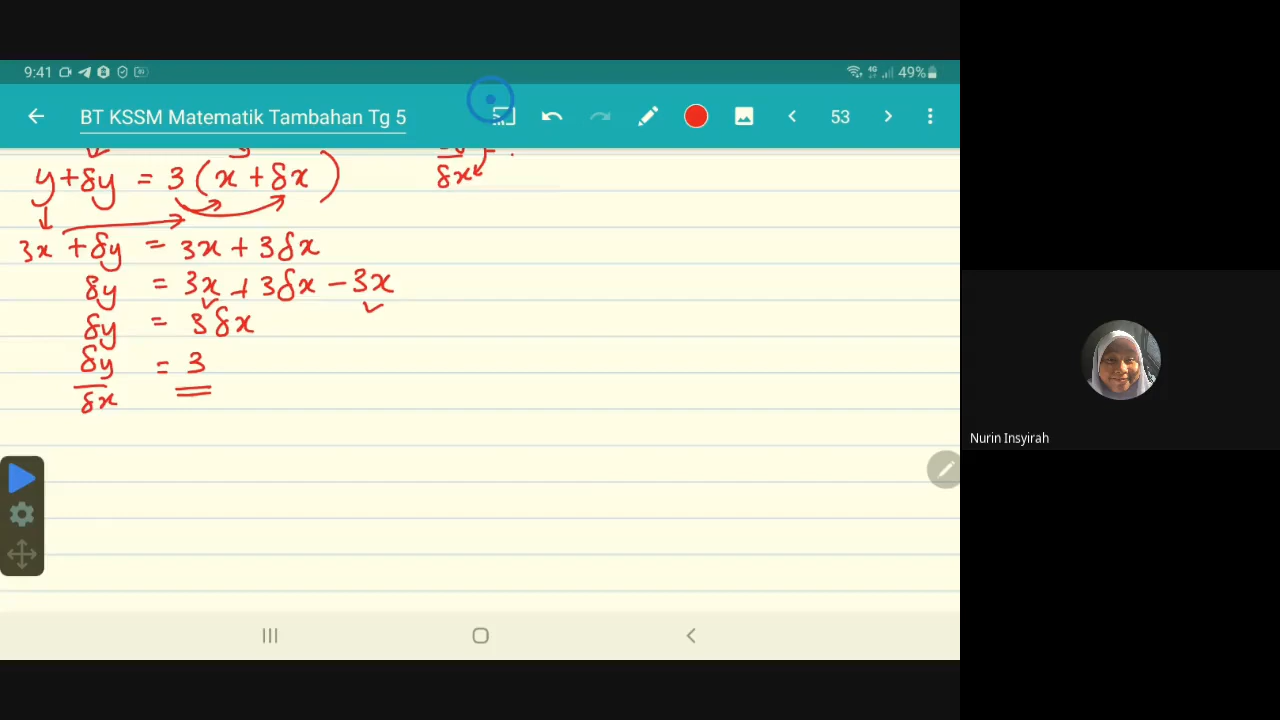 9:41 49%
BT KSSM Matematik Tambahan Tg 5 53
y + δy = 3 ( x + δx )
δx
3x + δy = 3x + 3δx
δy = 3x + 3δx − 3x
δy = 3δx
δy = 3
δx
Nurin Insyirah